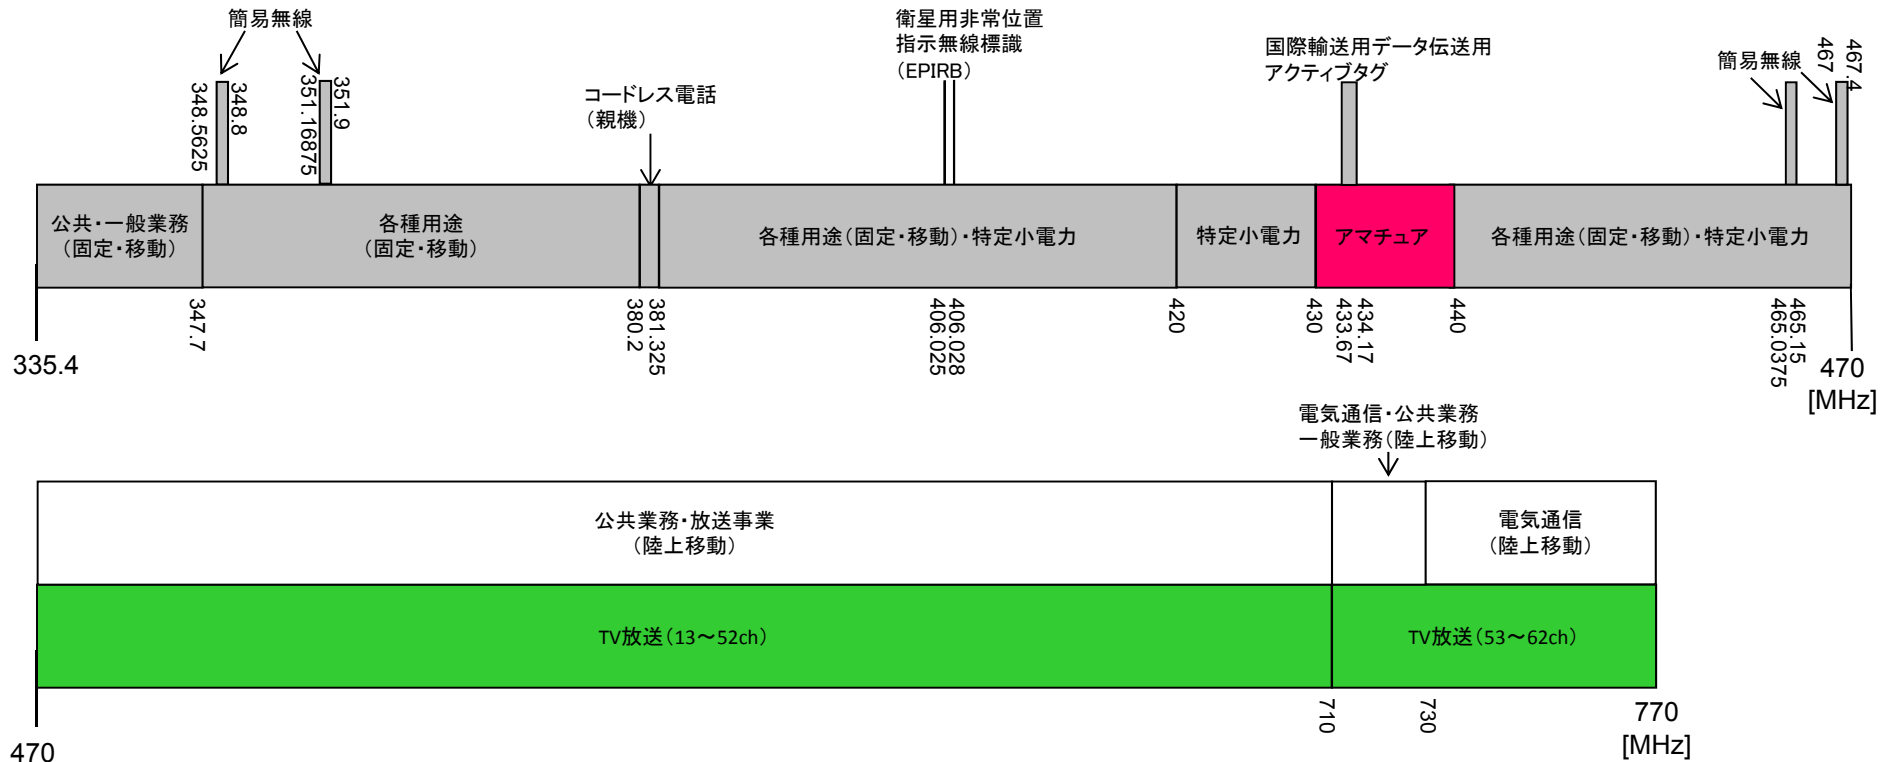 簡易無線
348.5625
348.8
351.16875
351.9
コードレス電話
（親機）
衛星用非常位置
指示無線標識
（EPIRB）
国際輸送用データ伝送用
アクティブタグ
簡易無線
467
467.4
公共・一般業務
（固定・移動）
各種用途
（固定・移動）
各種用途（固定・移動）・特定小電力
特定小電力
アマチュア
各種用途（固定・移動）・特定小電力
335.4
347.7
380.2
381.325
406.025
406.028
420
430
433.67
434.17
440
465.0375
465.15
470
[MHz]
電気通信・公共業務
一般業務（陸上移動）
公共業務・放送事業
（陸上移動）
電気通信
（陸上移動）
TV放送（13～52ch）
TV放送（53～62ch）
470
710
730
770
[MHz]